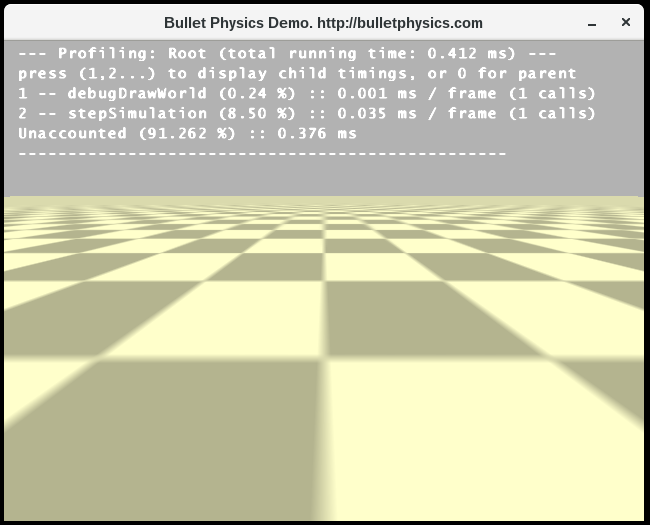 Bullet Physics Demo. http://bulletphysics.com
--- Profiling: Root (total running time: 0.412 ms) ---
press (1,2...) to display child timings, or 0 for parent
1 -- debugDrawWorld (0.24 %) :: 0.001 ms / frame (1 calls)
2 -- stepSimulation (8.50 %) :: 0.035 ms / frame (1 calls)
Unaccounted (91.262 %) :: 0.376 ms
-------------------------------------------------